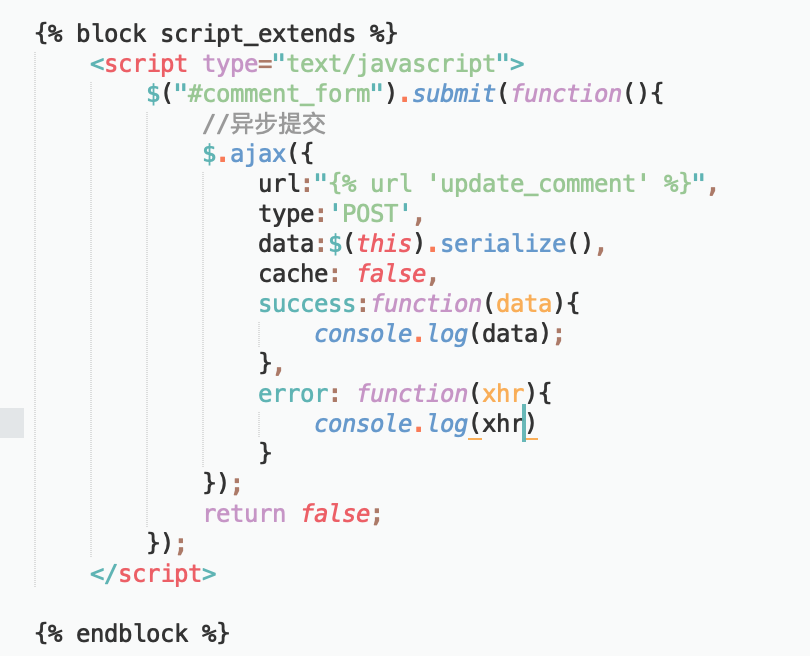 {% block script_extends %}
<script type="text/javascript">
$("#comment_form").submit(function(){
//异步提交
$.ajax({
url:"{% url 'update_comment' %}",
type:'POST',
data:$(this).serialize(),
cache: false,
success:function(data){
console.log(data);
},
error: function(xhr){
console.log(xhr)
}
});
return false;
});
</script>
{% endblock %}